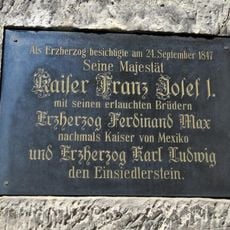 Als Erzherzog besichtigte am 24. September 1847
Seine Majestät
Kaiser Franz Josef I.
mit seinen erlauchten Brüdern
Erzherzog Ferdinand Max
nachmals Kaiser von Mexiko
und Erzherzog Karl Ludwig
den Einsiedlerstein.